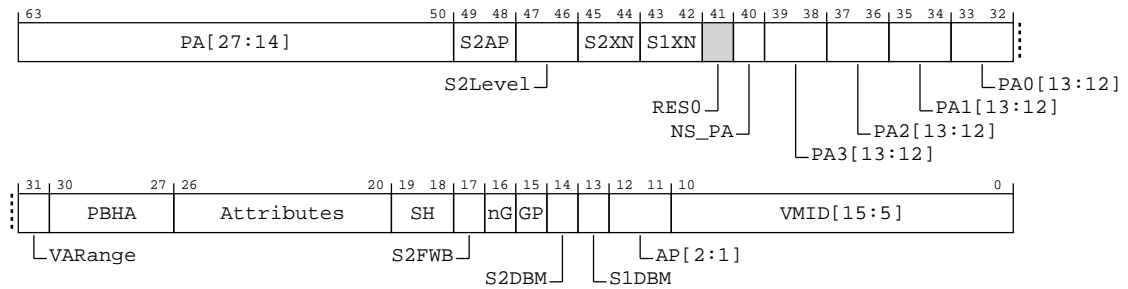 63 50 49 48 47 46 45 44 43 42 41 40 39 38 37 36 35 34 33 32
PA[27:14] S2AP S2XN S1XN
S2Level PA0[13:12]
RES0 PA1[13:12]
NS_PA PA2[13:12]
PA3[13:12]
31 30 27 26 20 19 18 17 16 15 14 13 12 11 10 0
PBHA Attributes SH nG GP VMID[15:5]
VARange S2FWB AP[2:1]
S2DBM S1DBM